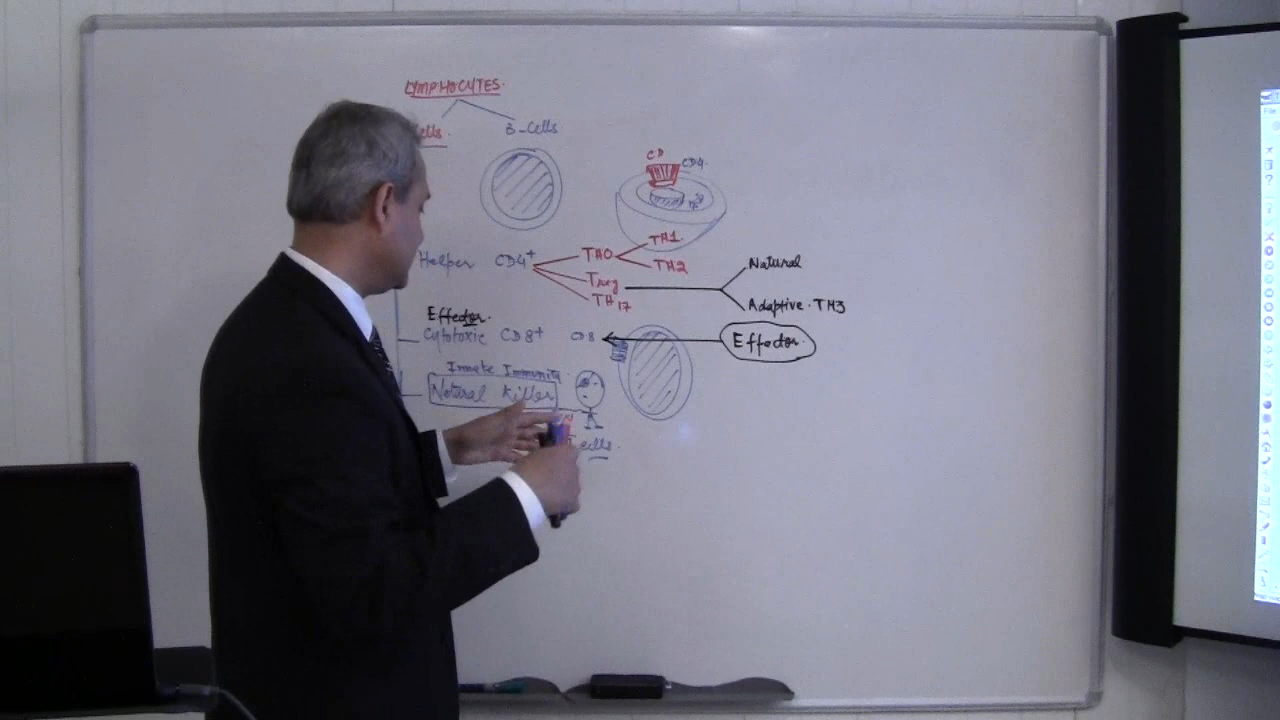 LYMPHOCYTES.
cells. B-Cells
CD CD4
Helper CD4+ TH0 TH1
TH2
Treg Natural
TH17 Adaptive. TH3
Effector.
Cytotoxic CD8+ CD8 Effector.
Innate Immunity
Natural Killer
cells.